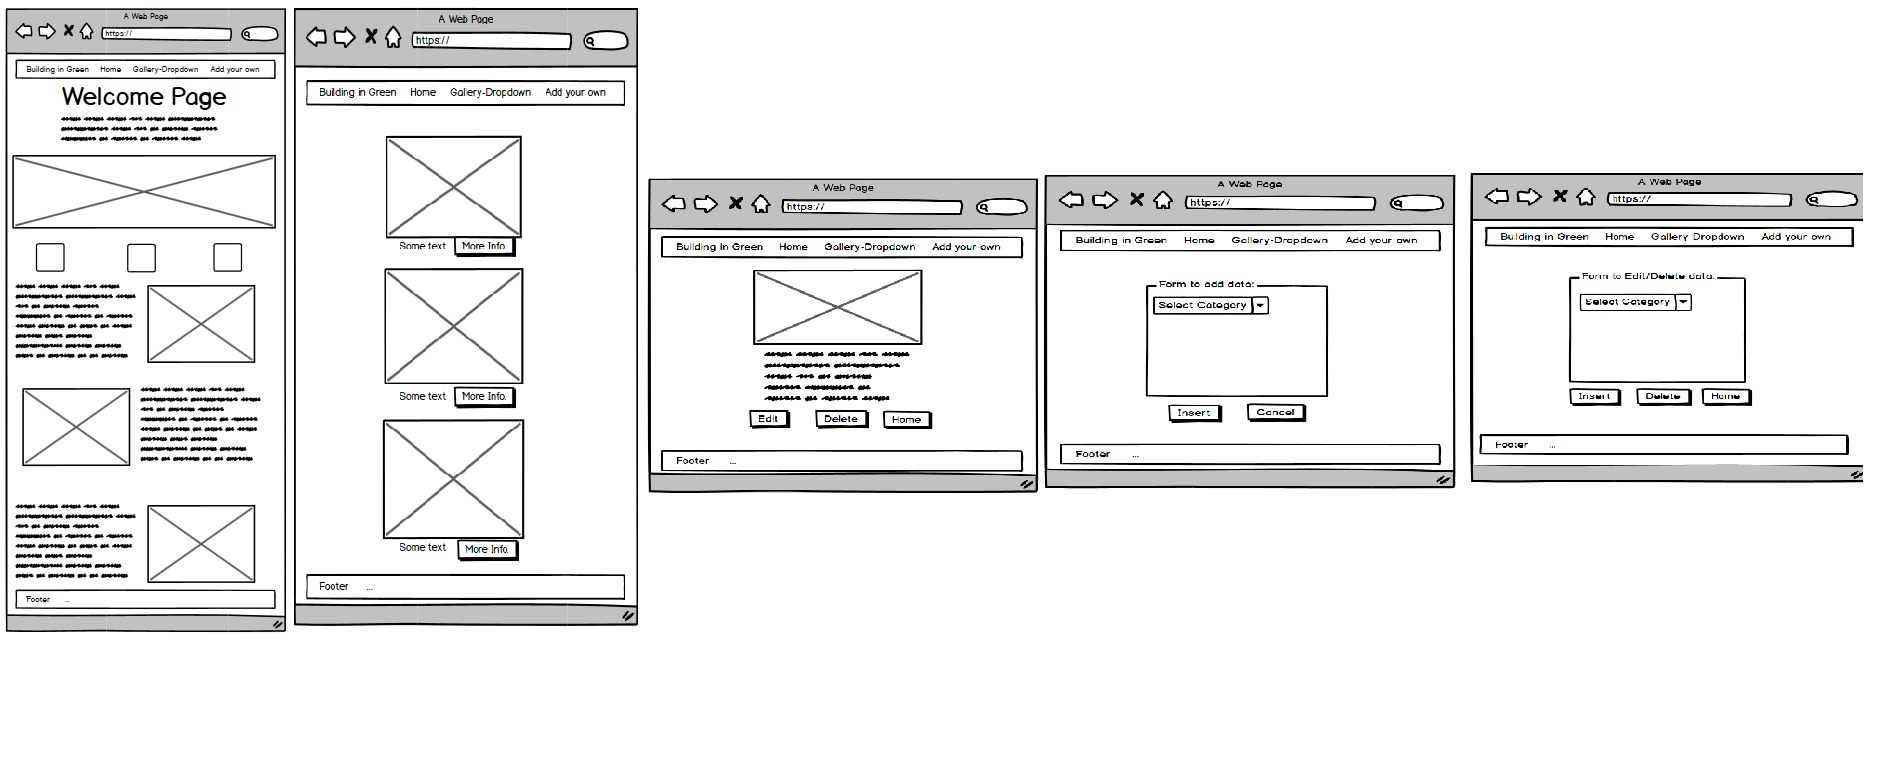 A Web Page
https://
Building in Green Home Gallery-Dropdown Add your own
Welcome Page
Footer ...
A Web Page
https://
Building in Green Home Gallery-Dropdown Add your own
Some text More Info.
Some text More Info.
Some text More Info.
Footer ...
A Web Page
https://
Building in Green Home Gallery-Dropdown Add your own
Edit Delete Home
Footer ...
A Web Page
https://
Building in Green Home Gallery-Dropdown Add your own
Form to add data:
Select Category
Insert Cancel
Footer ...
A Web Page
https://
Building in Green Home Gallery-Dropdown Add your own
Form to Edit/Delete data:
Select Category
Insert Delete Home
Footer ...